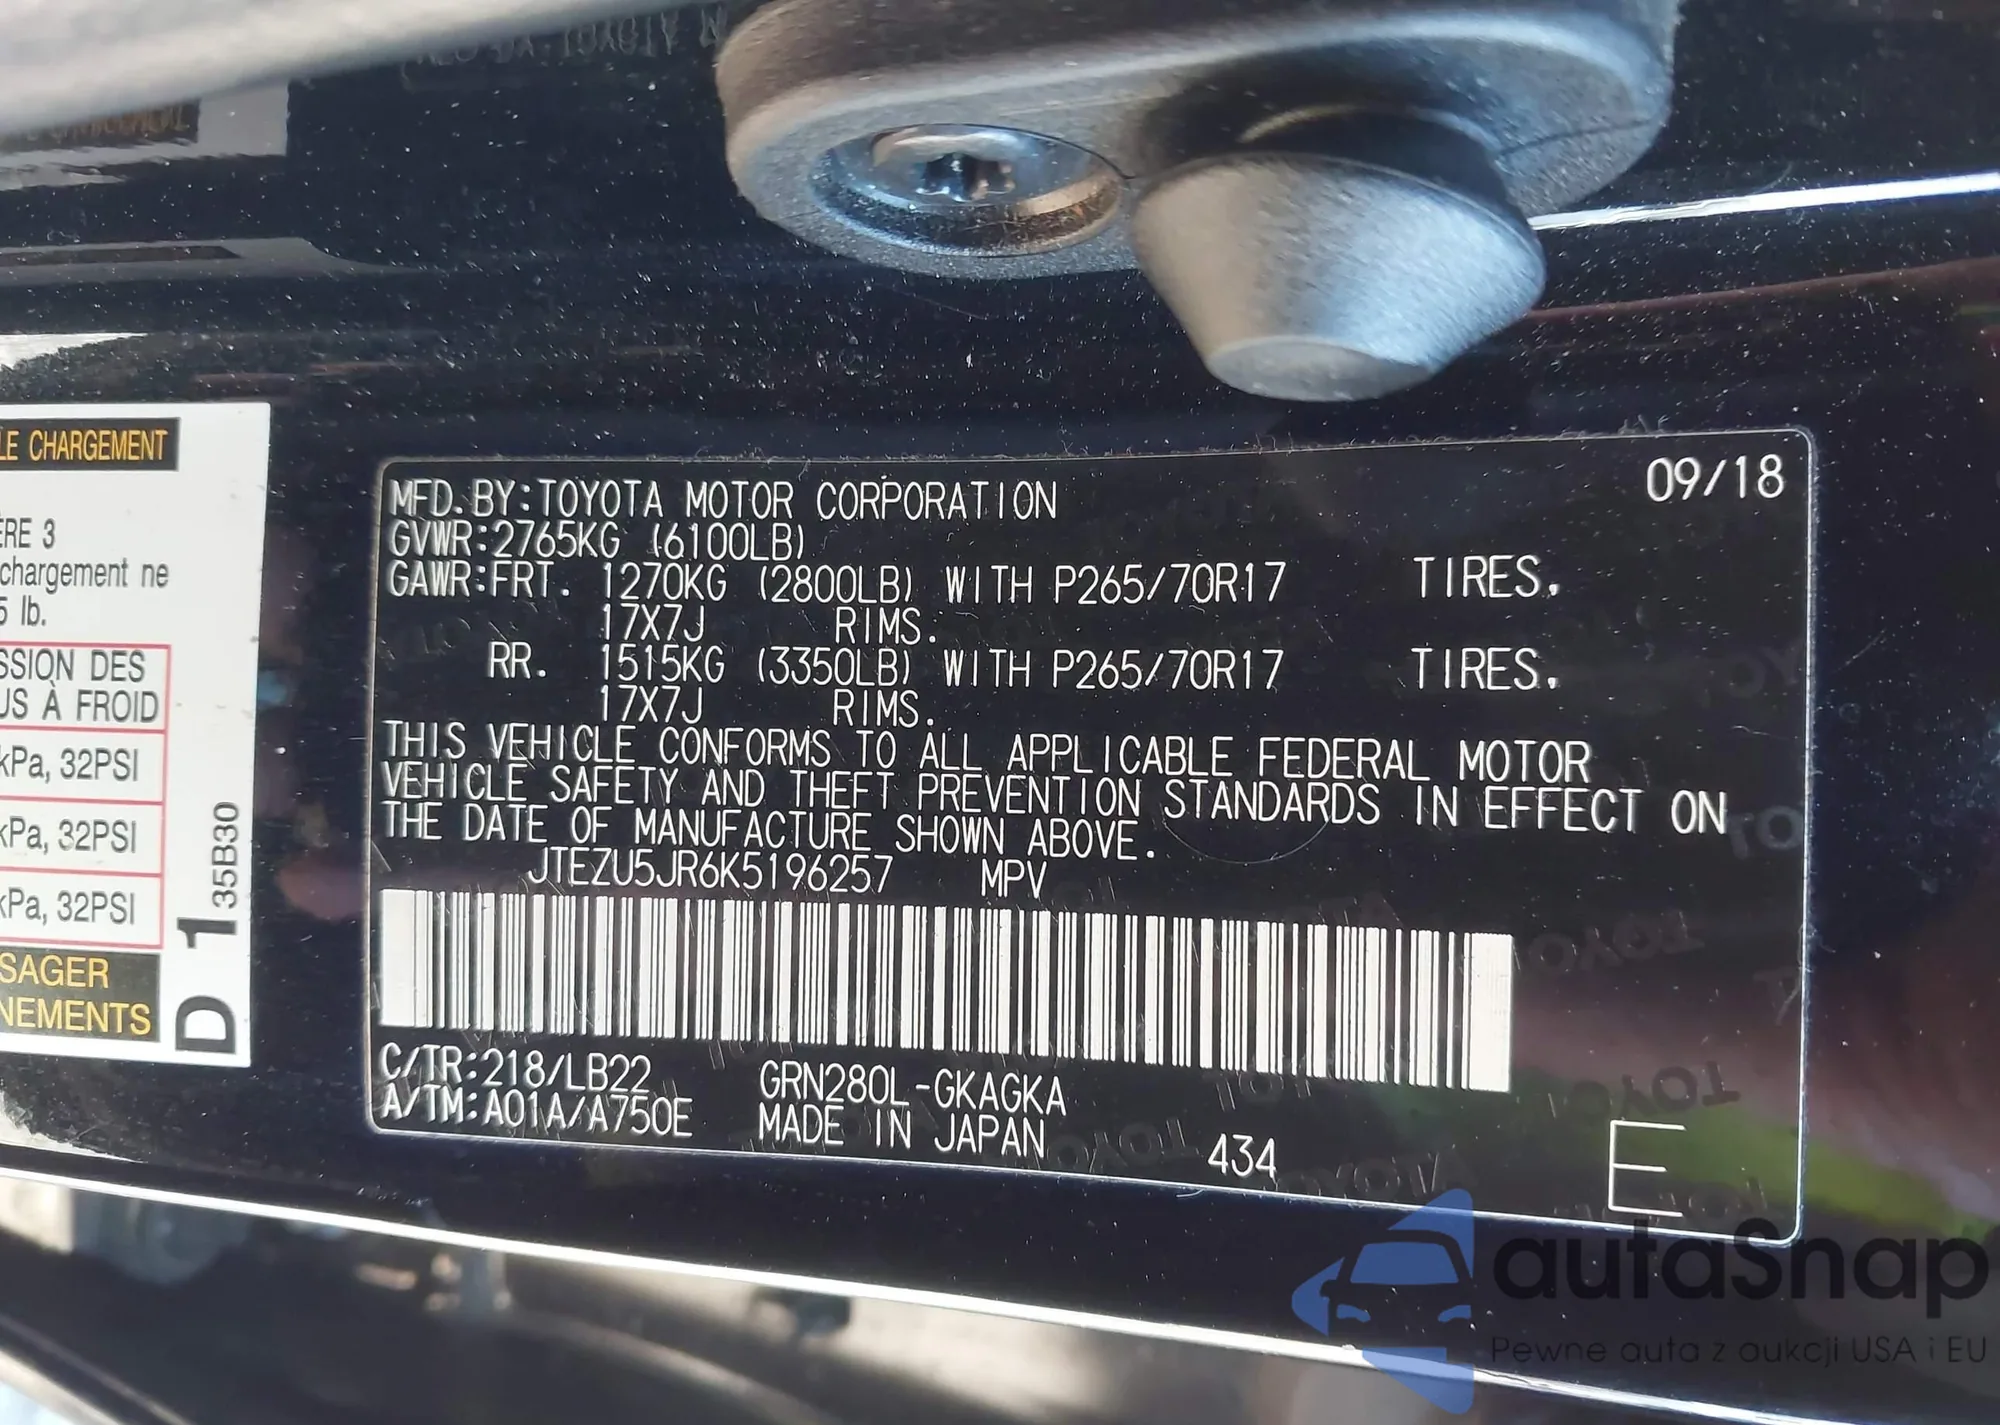 LE CHARGEMENT
ÈRE 3
chargement ne
5 lb.
SSION DES
US À FROID
kPa, 32PSI
kPa, 32PSI
kPa, 32PSI
SAGER
NEMENTS
D 1 35B30
09/18
MFD.BY:TOYOTA MOTOR CORPORATION
GVWR:2765KG (6100LB)
GAWR:FRT. 1270KG (2800LB) WITH P265/70R17 TIRES.
17X7J RIMS.
RR. 1515KG (3350LB) WITH P265/70R17 TIRES.
17X7J RIMS.
THIS VEHICLE CONFORMS TO ALL APPLICABLE FEDERAL MOTOR
VEHICLE SAFETY AND THEFT PREVENTION STANDARDS IN EFFECT ON
THE DATE OF MANUFACTURE SHOWN ABOVE.
JTEZU5JR6K5196257 MPV
C/TR:218/LB22 GRN280L-GKAGKA
A/TM:A01A/A750E MADE IN JAPAN 434 E
autaSnap
Pewne auta z aukcji USA i EU